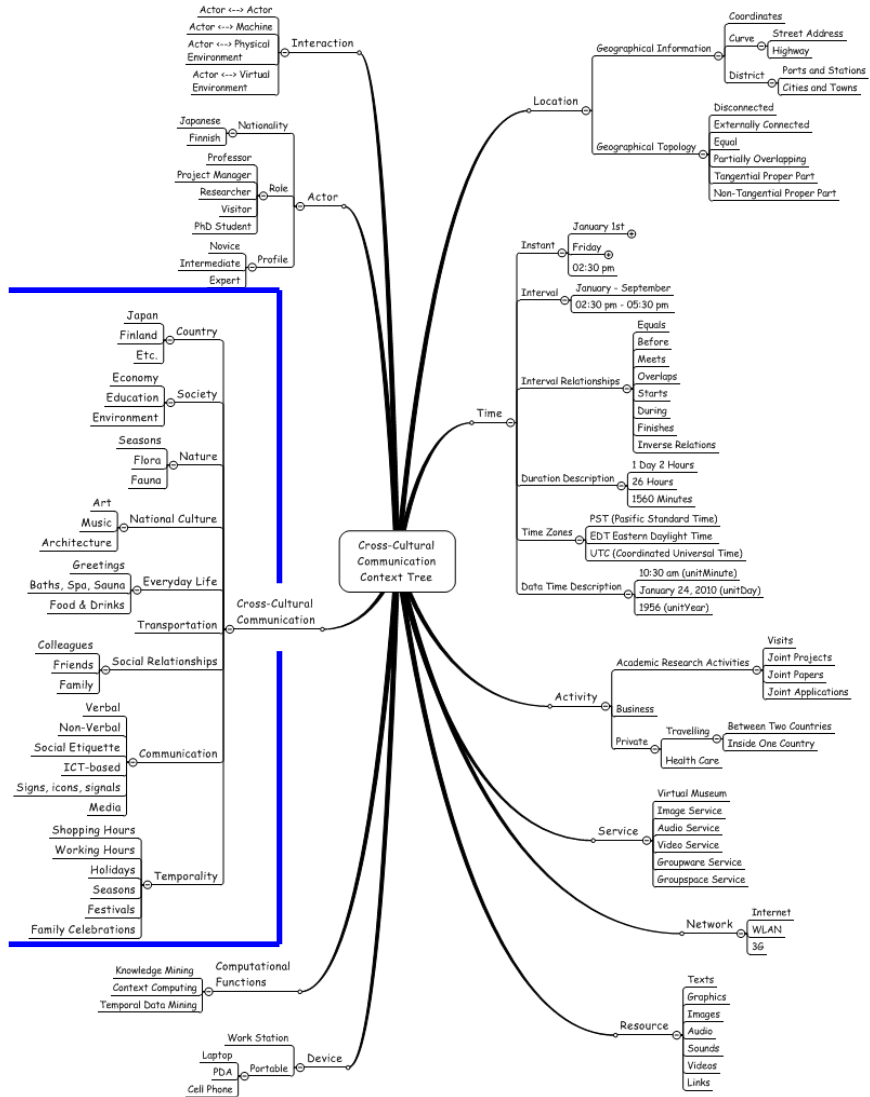 Cross-Cultural
Communication
Context Tree
Interaction
Actor <--> Actor
Actor <--> Machine
Actor <--> Physical
Environment
Actor <--> Virtual
Environment
Actor
Nationality
Japanese
Finnish
Role
Professor
Project Manager
Researcher
Visitor
PhD Student
Profile
Novice
Intermediate
Expert
Cross-Cultural
Communication
Country
Japan
Finland
Etc.
Society
Economy
Education
Environment
Nature
Seasons
Flora
Fauna
National Culture
Art
Music
Architecture
Everyday Life
Greetings
Baths, Spa, Sauna
Food & Drinks
Transportation
Social Relationships
Colleagues
Friends
Family
Communication
Verbal
Non-Verbal
Social Etiquette
ICT-based
Signs, icons, signals
Media
Temporality
Shopping Hours
Working Hours
Holidays
Seasons
Festivals
Family Celebrations
Computational
Functions
Knowledge Mining
Context Computing
Temporal Data Mining
Device
Work Station
Portable
Laptop
PDA
Cell Phone
Location
Geographical Information
Coordinates
Curve
Street Address
Highway
District
Ports and Stations
Cities and Towns
Geographical Topology
Disconnected
Externally Connected
Equal
Partially Overlapping
Tangential Proper Part
Non-Tangential Proper Part
Time
Instant
January 1st
Friday
02:30 pm
Interval
January - September
02:30 pm - 05:30 pm
Interval Relationships
Equals
Before
Meets
Overlaps
Starts
During
Finishes
Inverse Relations
Duration Description
1 Day 2 Hours
26 Hours
1560 Minutes
Time Zones
PST (Pasific Standard Time)
EDT Eastern Daylight Time
UTC (Coordinated Universal Time)
Data Time Description
10:30 am (unitMinute)
January 24, 2010 (unitDay)
1956 (unitYear)
Activity
Academic Research Activities
Visits
Joint Projects
Joint Papers
Joint Applications
Business
Private
Travelling
Between Two Countries
Inside One Country
Health Care
Service
Virtual Museum
Image Service
Audio Service
Video Service
Groupware Service
Groupspace Service
Network
Internet
WLAN
3G
Resource
Texts
Graphics
Images
Audio
Sounds
Videos
Links